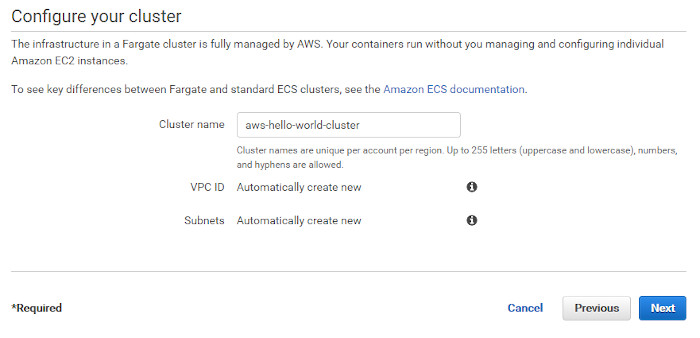 Configure your cluster
The infrastructure in a Fargate cluster is fully managed by AWS. Your containers run without you managing and configuring individual
Amazon EC2 instances.
To see key differences between Fargate and standard ECS clusters, see the Amazon ECS documentation.
Cluster name aws-hello-world-cluster
Cluster names are unique per account per region. Up to 255 letters (uppercase and lowercase), numbers,
and hyphens are allowed.
VPC ID Automatically create new
Subnets Automatically create new
*Required Cancel Previous Next